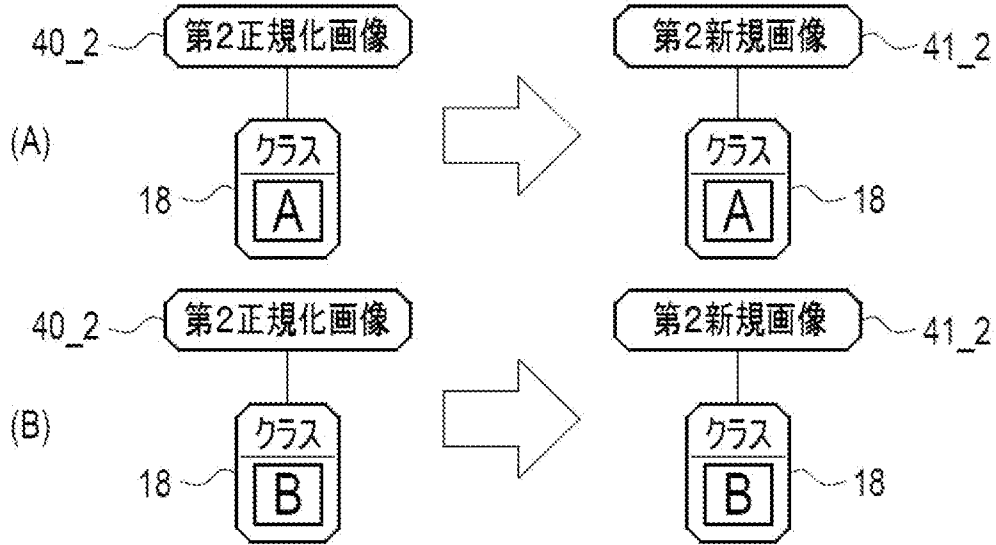 40_2 第2正規化画像 第2新規画像 41_2
(A)
クラス クラス
18 A A 18
40_2 第2正規化画像 第2新規画像 41_2
(B)
クラス クラス
18 B B 18